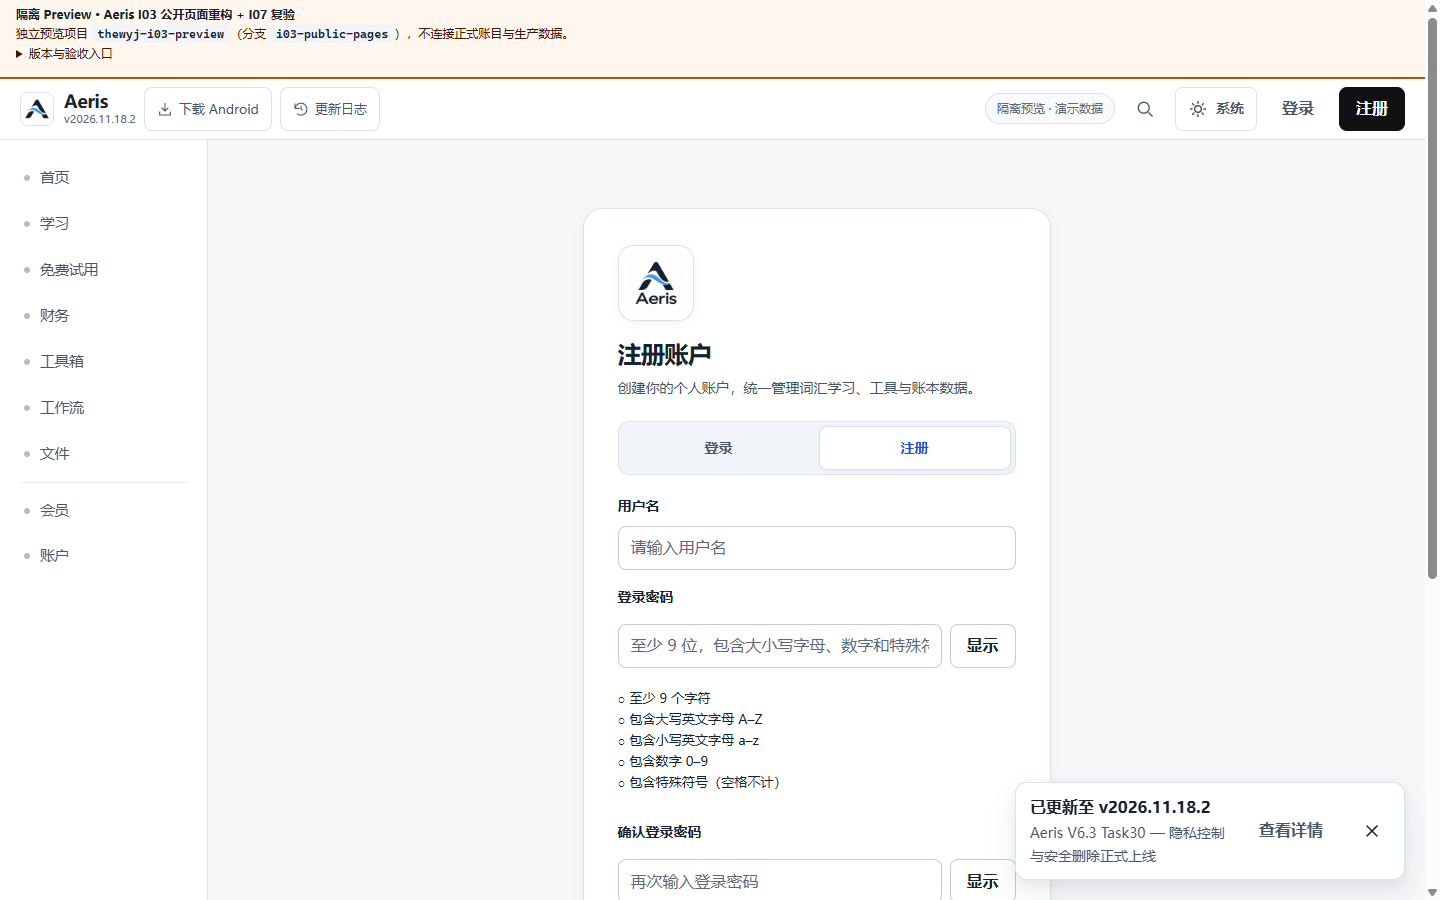 隔离 Preview • Aeris I03 公开页面重构 + I07 复验
独立预览项目 thewyj-i03-preview （分支 i03-public-pages ），不连接正式账目与生产数据。
▶ 版本与验收入口
Aeris
v2026.11.18.2
下载 Android
更新日志
隔离预览 · 演示数据
系统
登录
注册
首页
学习
免费试用
财务
工具箱
工作流
文件
会员
账户
Aeris
注册账户
创建你的个人账户，统一管理词汇学习、工具与账本数据。
登录
注册
用户名
请输入用户名
登录密码
至少 9 位，包含大小写字母、数字和特殊符
显示
○ 至少 9 个字符
○ 包含大写英文字母 A–Z
○ 包含小写英文字母 a–z
○ 包含数字 0–9
○ 包含特殊符号（空格不计）
确认登录密码
再次输入登录密码
显示
已更新至 v2026.11.18.2
Aeris V6.3 Task30 — 隐私控制
与安全删除正式上线
查看详情